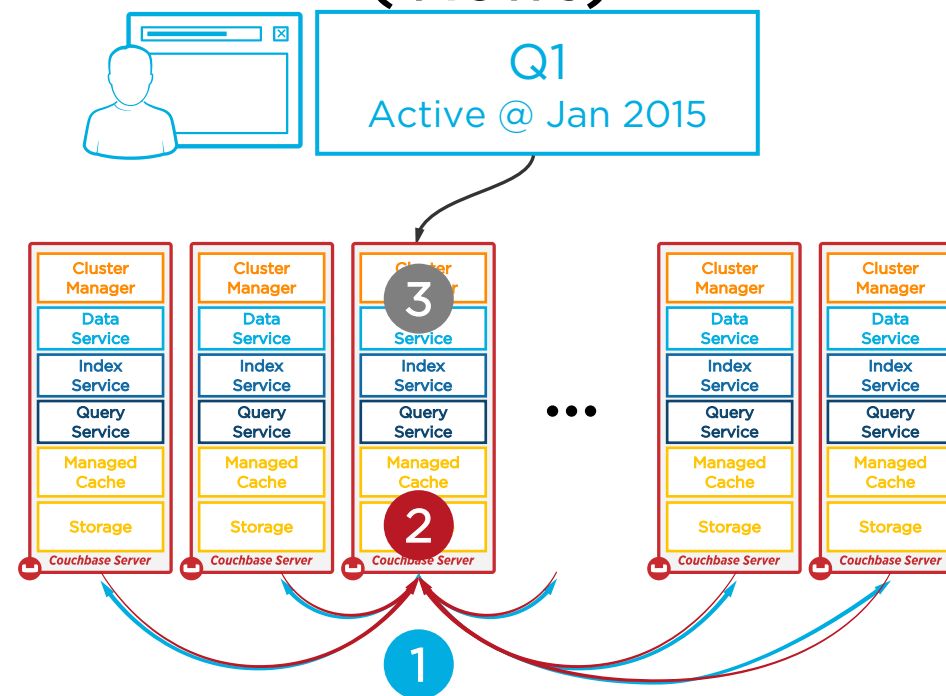 Q1
Active @ Jan 2015
Cluster
Manager
Data
Service
Index
Service
Query
Service
Managed
Cache
Storage
Couchbase Server
Cluster
Manager
Data
Service
Index
Service
Query
Service
Managed
Cache
Storage
Couchbase Server
3
Service
Index
Service
Query
Service
Managed
Cache
2
Couchbase Server
...
Cluster
Manager
Data
Service
Index
Service
Query
Service
Managed
Cache
Storage
Couchbase Server
Cluster
Manager
Data
Service
Index
Service
Query
Service
Managed
Cache
Storage
Couchbase Server
1